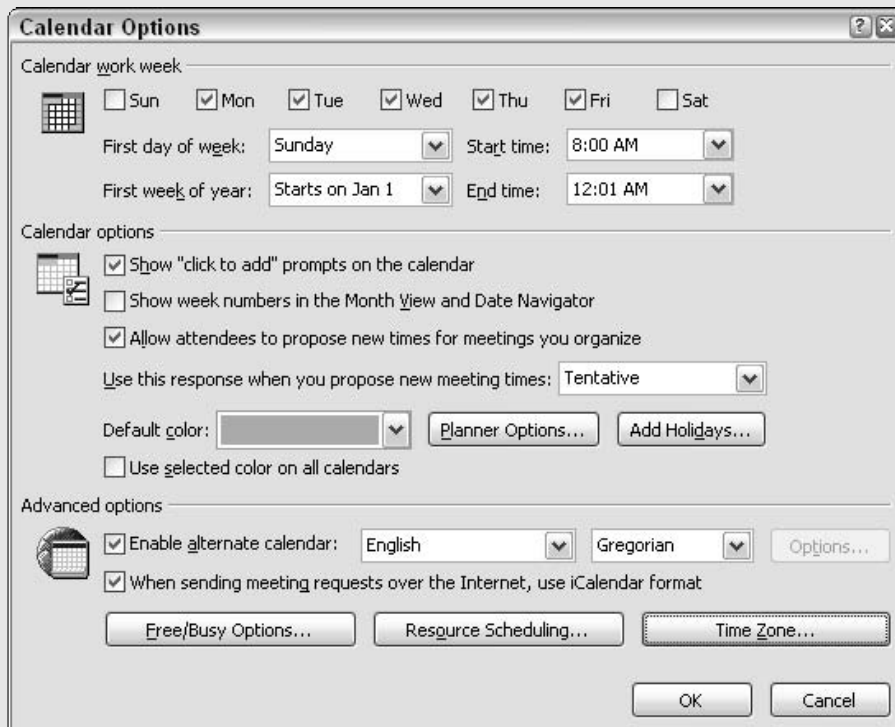 Calendar Options
Calendar work week
Sun Mon Tue Wed Thu Fri Sat
First day of week: Sunday Start time: 8:00 AM
First week of year: Starts on Jan 1 End time: 12:01 AM
Calendar options
Show "click to add" prompts on the calendar
Show week numbers in the Month View and Date Navigator
Allow attendees to propose new times for meetings you organize
Use this response when you propose new meeting times: Tentative
Default color: Planner Options... Add Holidays...
Use selected color on all calendars
Advanced options
Enable alternate calendar: English Gregorian Options...
When sending meeting requests over the Internet, use iCalendar format
Free/Busy Options... Resource Scheduling... Time Zone...
OK Cancel